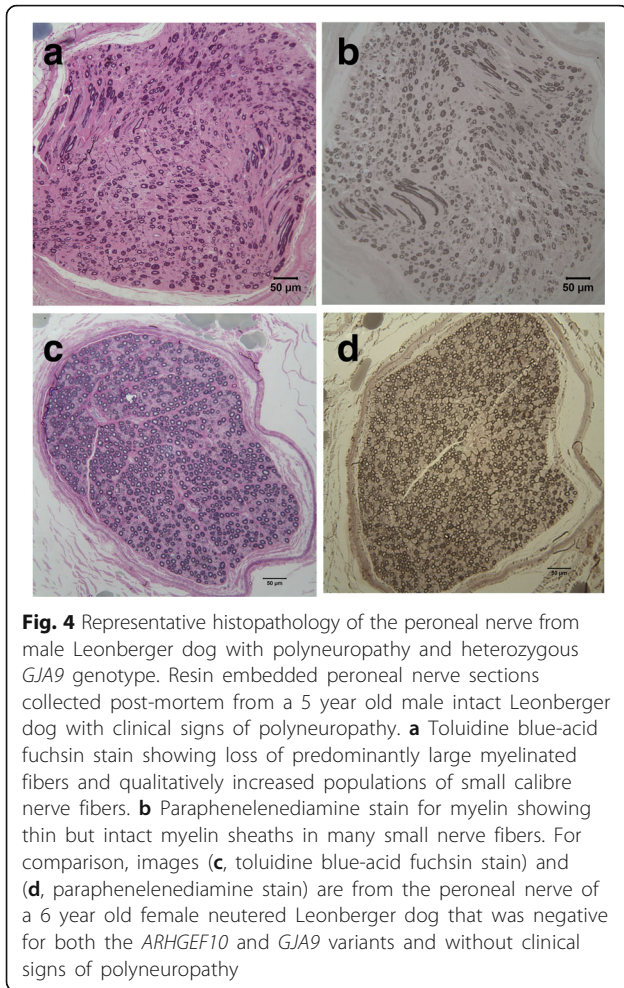 a
b
50 µm
50 µm
c
d
50 µm
50 µm
Fig. 4 Representative histopathology of the peroneal nerve from
male Leonberger dog with polyneuropathy and heterozygous
GJA9 genotype. Resin embedded peroneal nerve sections
collected post-mortem from a 5 year old male intact Leonberger
dog with clinical signs of polyneuropathy. a Toluidine blue-acid
fuchsin stain showing loss of predominantly large myelinated
fibers and qualitatively increased populations of small calibre
nerve fibers. b Paraphenelenediamine stain for myelin showing
thin but intact myelin sheaths in many small nerve fibers. For
comparison, images (c, toluidine blue-acid fuchsin stain) and
(d, paraphenelenediamine stain) are from the peroneal nerve of
a 6 year old female neutered Leonberger dog that was negative
for both the ARHGEF10 and GJA9 variants and without clinical
signs of polyneuropathy